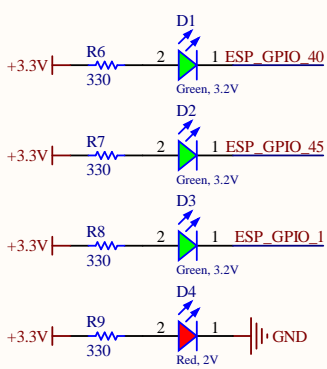 D1
R6
2
1
ESP_GPIO_40
+3.3V
330
Green, 3.2V
D2
R7
2
1
ESP_GPIO_45
+3.3V
330
Green, 3.2V
D3
R8
2
1
ESP_GPIO_1
+3.3V
330
Green, 3.2V
D4
R9
2
1
+3.3V
GND
330
Red, 2V